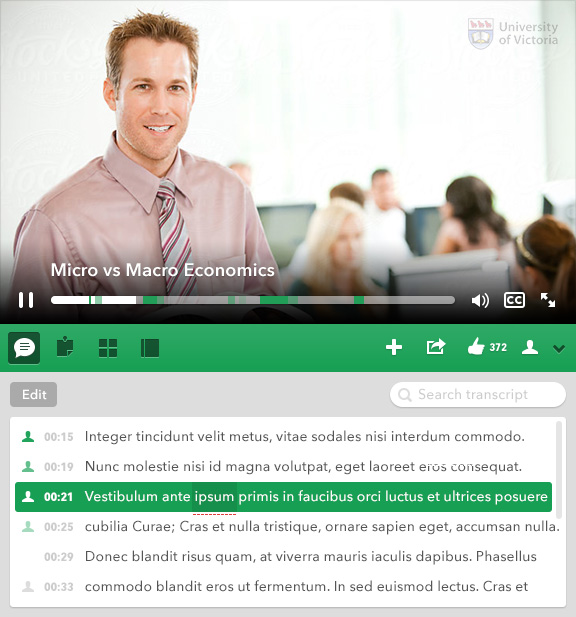 University
of Victoria
Micro vs Macro Economics
CC
372
Edit
Search transcript
00:15 Integer tincidunt velit metus, vitae sodales nisi interdum commodo.
00:19 Nunc molestie nisi id magna volutpat, eget laoreet eros consequat.
00:21 Vestibulum ante ipsum primis in faucibus orci luctus et ultrices posuere
00:25 cubilia Curae; Cras et nulla tristique, ornare sapien eget, accumsan nulla.
00:29 Donec blandit risus quam, at viverra mauris iaculis dapibus. Phasellus
00:33 commodo blandit eros ut fermentum. In sed euismod lectus. Cras et